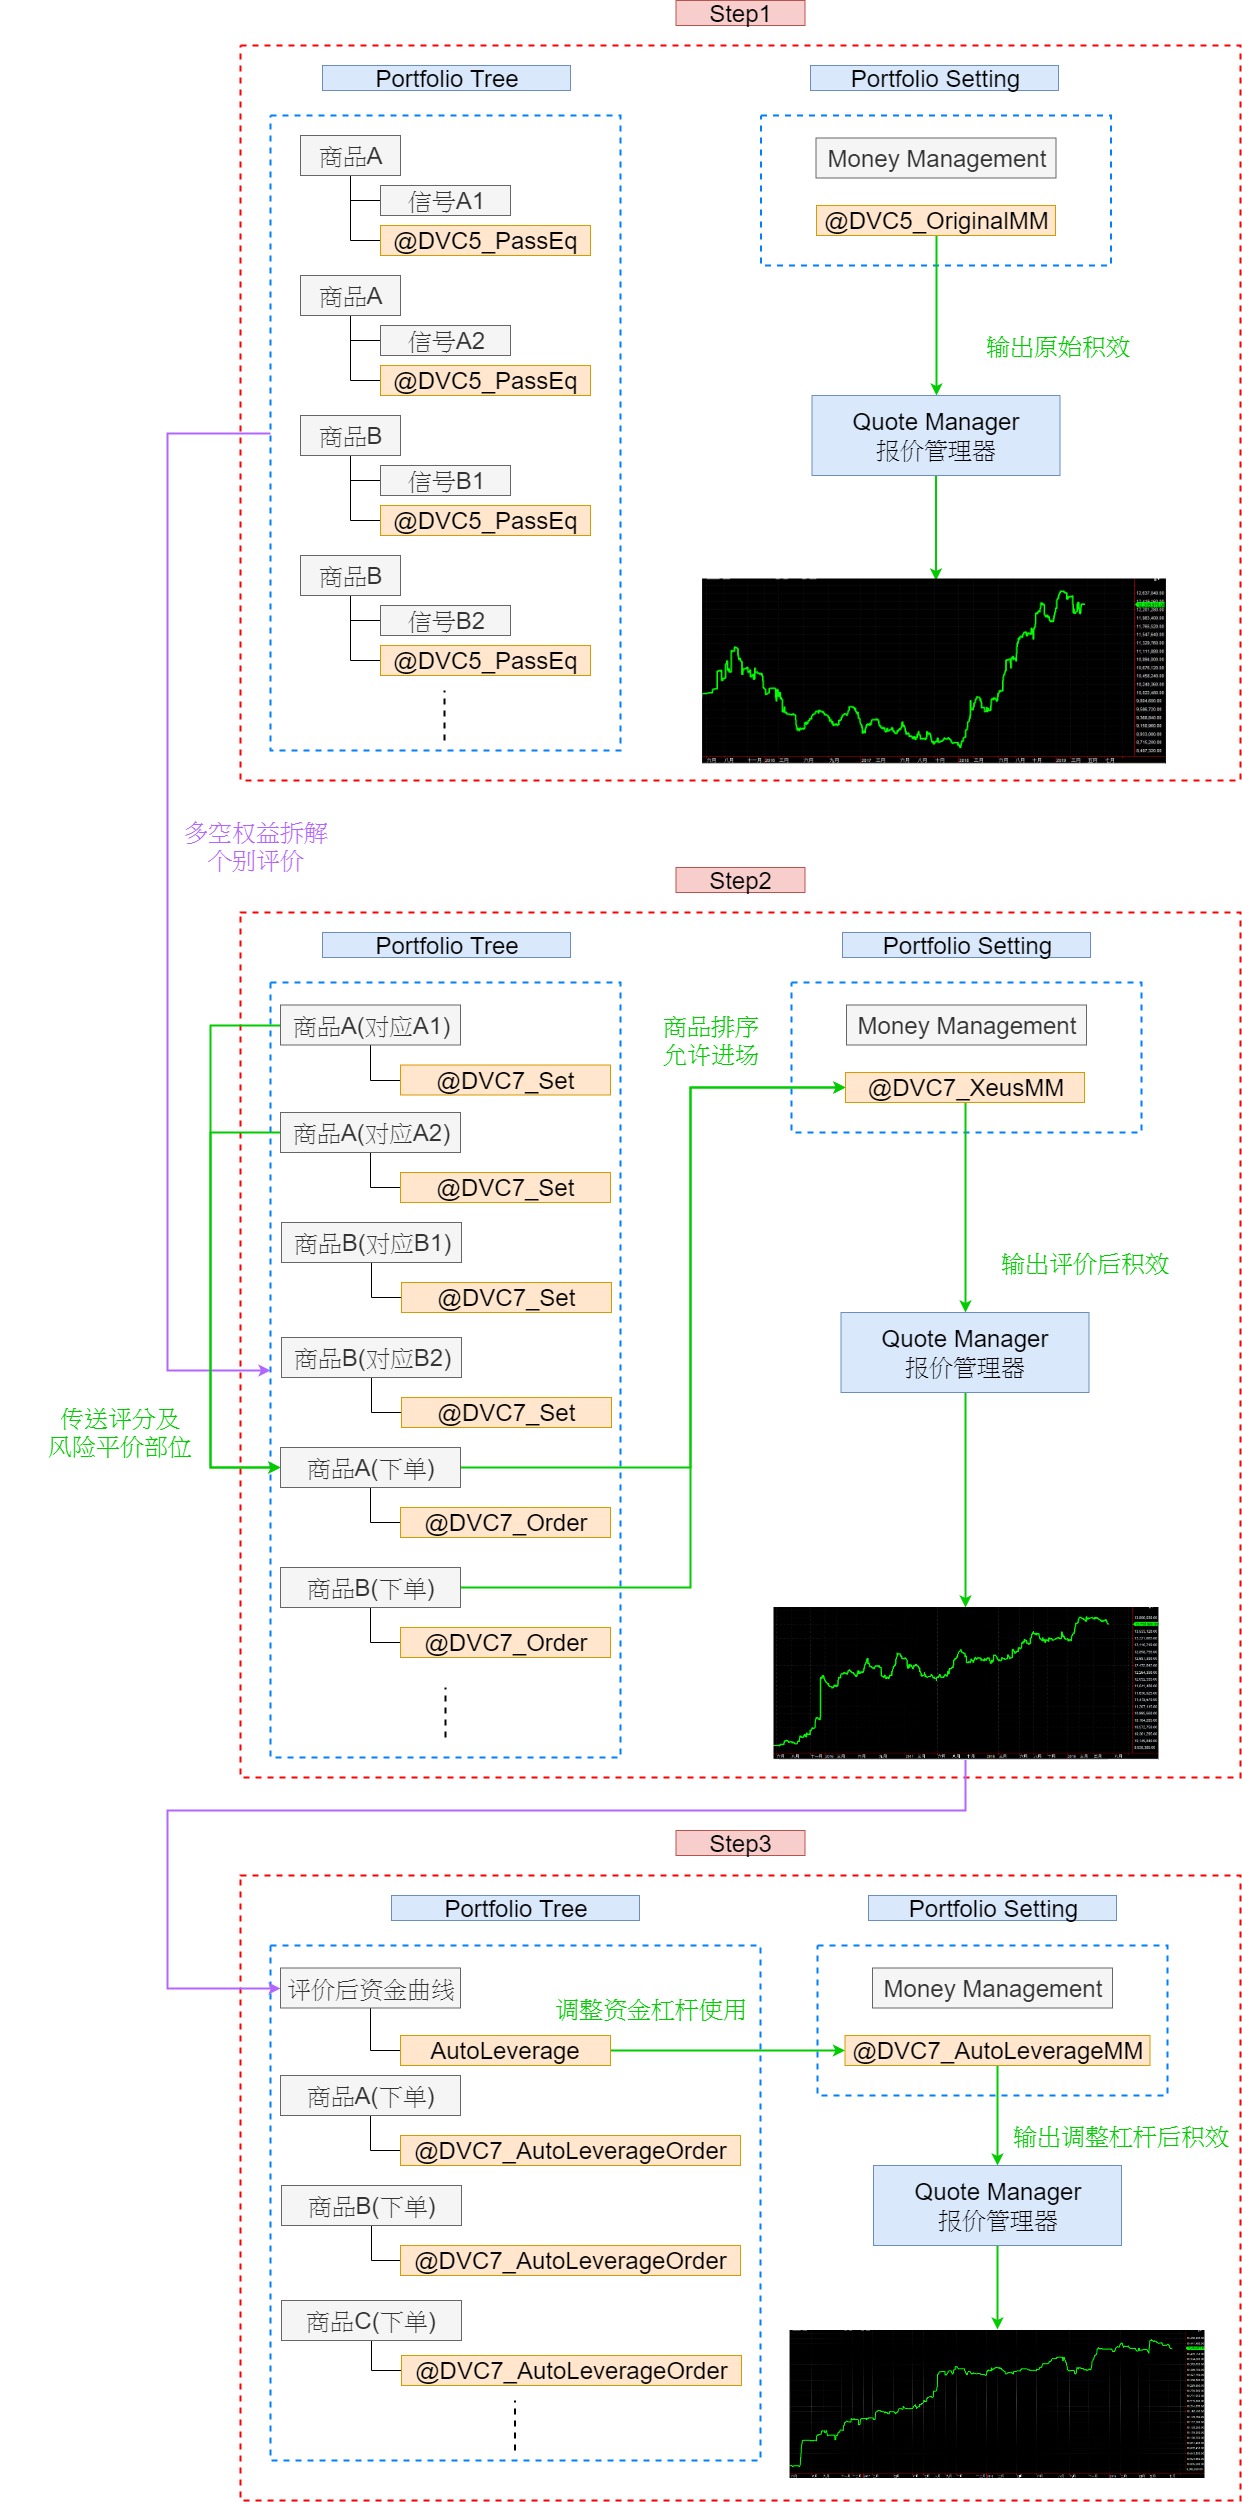 Step1
Portfolio Tree
Portfolio Setting
商品A
信号A1
@DVC5_PassEq
商品A
信号A2
@DVC5_PassEq
商品B
信号B1
@DVC5_PassEq
商品B
信号B2
@DVC5_PassEq
Money Management
@DVC5_OriginalMM
输出原始积效
Quote Manager
报价管理器
多空权益拆解
个别评价
Step2
Portfolio Tree
Portfolio Setting
商品A(对应A1)
@DVC7_Set
商品A(对应A2)
@DVC7_Set
商品B(对应B1)
@DVC7_Set
商品B(对应B2)
@DVC7_Set
传送评分及
风险平价部位
商品A(下单)
@DVC7_Order
商品B(下单)
@DVC7_Order
商品排序
允许进场
Money Management
@DVC7_XeusMM
输出评价后积效
Quote Manager
报价管理器
Step3
Portfolio Tree
Portfolio Setting
评价后资金曲线
AutoLeverage
调整资金杠杆使用
商品A(下单)
@DVC7_AutoLeverageOrder
商品B(下单)
@DVC7_AutoLeverageOrder
商品C(下单)
@DVC7_AutoLeverageOrder
Money Management
@DVC7_AutoLeverageMM
输出调整杠杆后积效
Quote Manager
报价管理器